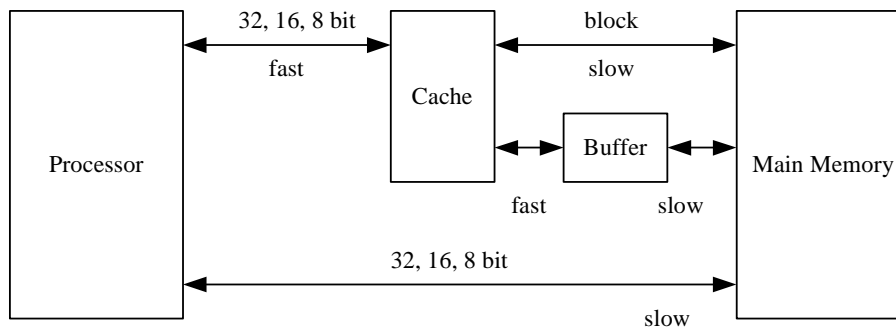 32, 16, 8 bit
block
fast
slow
Cache
Processor
Buffer
Main Memory
fast
slow
32, 16, 8 bit
slow